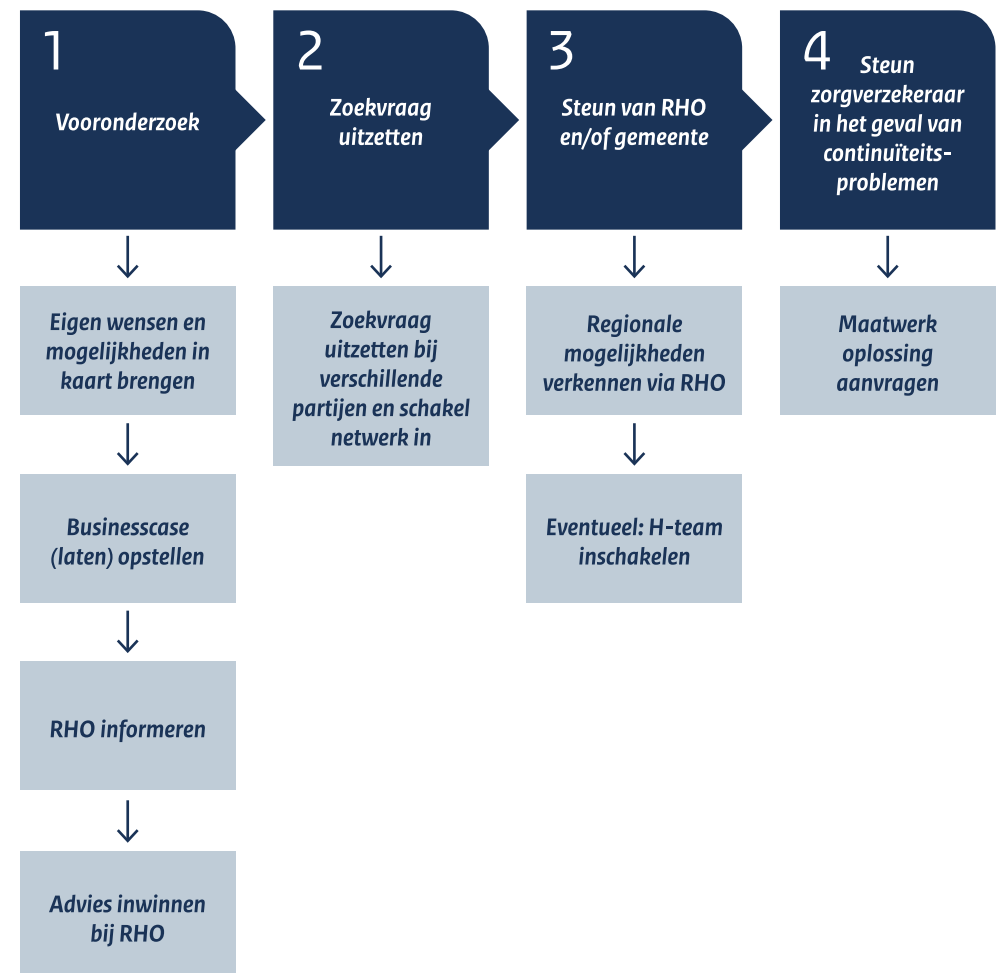 1
Vooronderzoek
2
Zoekvraag
uitzetten
3
Steun van RHO
en/of gemeente
4
Steun
zorgverzekeraar
in het geval van
continuïteits-
problemen
Eigen wensen en
mogelijkheden in
kaart brengen
Businesscase
(laten) opstellen
RHO informeren
Advies inwinnen
bij RHO
Zoekvraag
uitzetten bij
verschillende
partijen en schakel
netwerk in
Regionale
mogelijkheden
verkennen via RHO
Eventueel: H-team
inschakelen
Maatwerk
oplossing
aanvragen